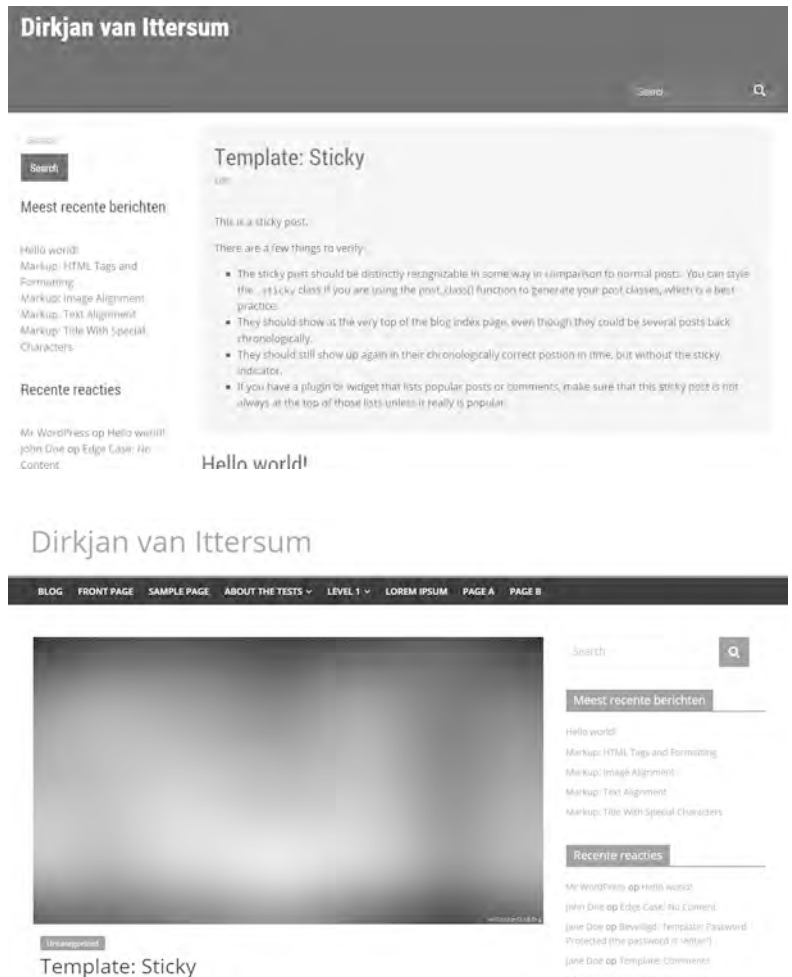 Dirkjan van Ittersum
Search
Search
Meest recente berichten
Hello world!
Markup: HTML Tags and
Formatting
Markup: Image Alignment
Markup: Text Alignment
Markup: Title With Special
Characters
Recente reacties
Mr WordPress op Hello world!
John Doe op Edge Case: No
Content
Template: Sticky
This is a sticky post.
There are a few things to verify:
The sticky post should be distinctly recognizable in some way in comparison to normal posts. You can style
the .sticky class if you are using the post_class() function to generate your post classes, which is a best
practice.
They should show at the very top of the blog index page, even though they could be several posts back
chronologically.
They should still show up again in their chronologically correct postion in time, but without the sticky
indicator.
If you have a plugin or widget that lists popular posts or comments, make sure that this sticky post is not
always at the top of those lists unless it really is popular.
Hello world!
Dirkjan van Ittersum
BLOG FRONT PAGE SAMPLE PAGE ABOUT THE TESTS LEVEL 1 LOREM IPSUM PAGE A PAGE B
Uncategorized
Template: Sticky
Search
Meest recente berichten
Hello world!
Markup: HTML Tags and Formatting
Markup: Image Alignment
Markup: Text Alignment
Markup: Title With Special Characters
Recente reacties
Mr WordPress op Hello world!
John Doe op Edge Case: No Content
Jane Doe op Beveiligd: Template: Password
Protected (the password is "enter")
Jane Doe op Template: Comments